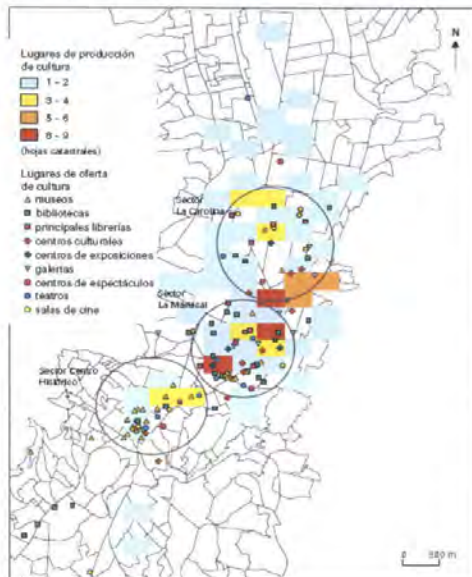 Lugares de producción
de cultura
1 - 2
3 - 4
5 - 6
8 - 9
(hojas catastrales)
Lugares de oferta
de cultura
museos
bibliotecas
principales librerías
centros culturales
centros de exposiciones
galerías
centros de espectáculos
teatros
salas de cine
N
Sector
La Carolina
Sector
La Mariscal
Sector Centro
Histórico
0 500 m